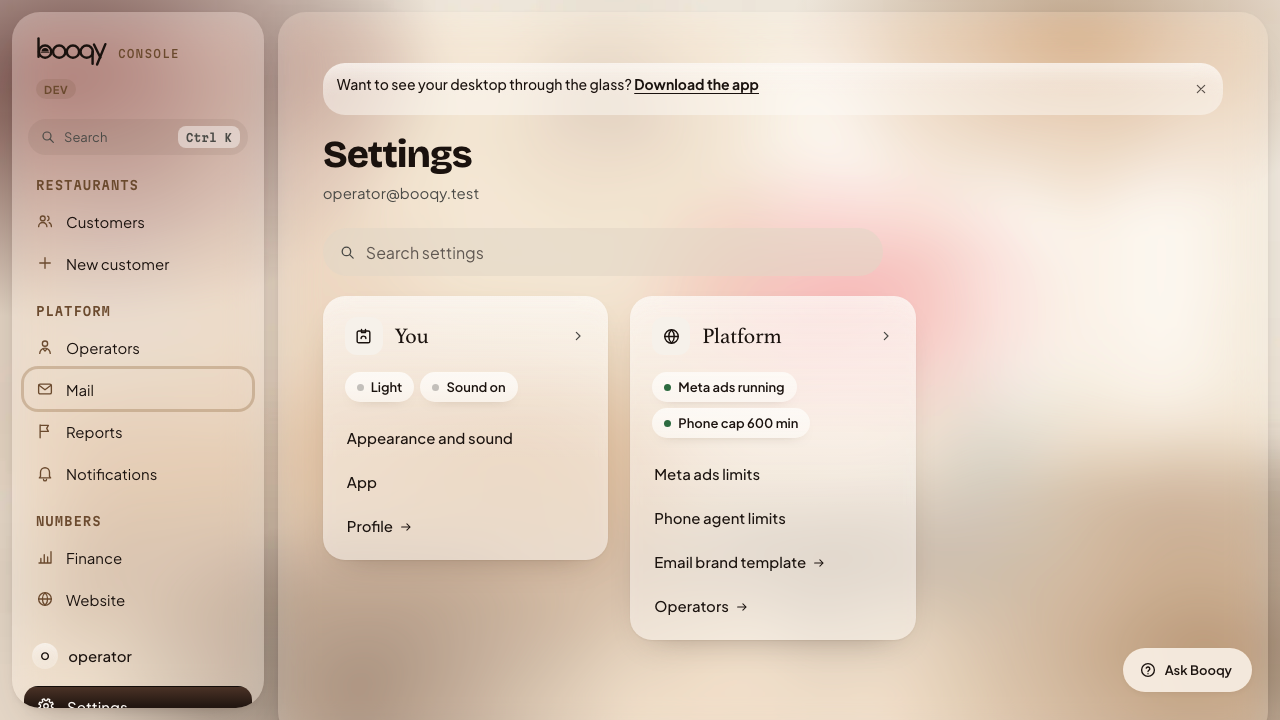 booqy CONSOLE
DEV
Search Ctrl K
RESTAURANTS
Customers
New customer
PLATFORM
Operators
Mail
Reports
Notifications
NUMBERS
Finance
Website
operator
Settings
Want to see your desktop through the glass? Download the app
Settings
operator@booqy.test
Search settings
You
Light Sound on
Appearance and sound
App
Profile →
Platform
Meta ads running
Phone cap 600 min
Meta ads limits
Phone agent limits
Email brand template →
Operators →
Ask Booqy